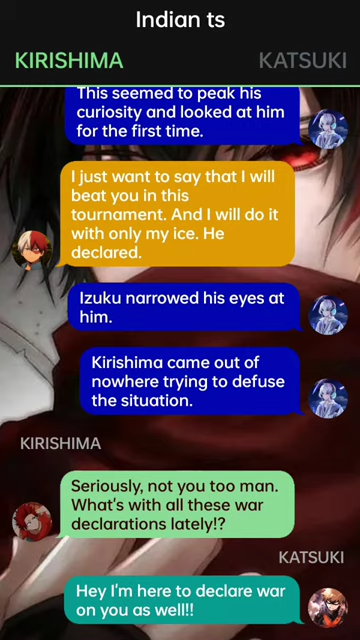 Indian ts
KIRISHIMA KATSUKI
This seemed to peak his
curiosity and looked at him
for the first time.
I just want to say that I will
beat you in this
tournament. And I will do it
with only my ice. He
declared.
Izuku narrowed his eyes at
him.
Kirishima came out of
nowhere trying to defuse
the situation.
KIRISHIMA
Seriously, not you too man.
What's with all these war
declarations lately!?
KATSUKI
Hey I'm here to declare war
on you as well!!